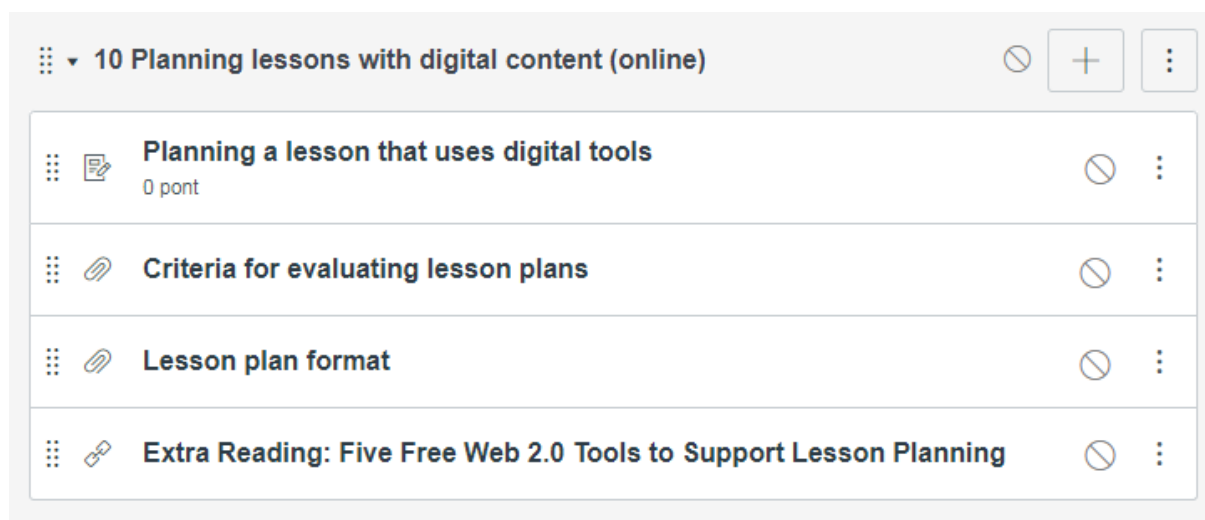 10 Planning lessons with digital content (online)
Planning a lesson that uses digital tools
0 pont
Criteria for evaluating lesson plans
Lesson plan format
Extra Reading: Five Free Web 2.0 Tools to Support Lesson Planning